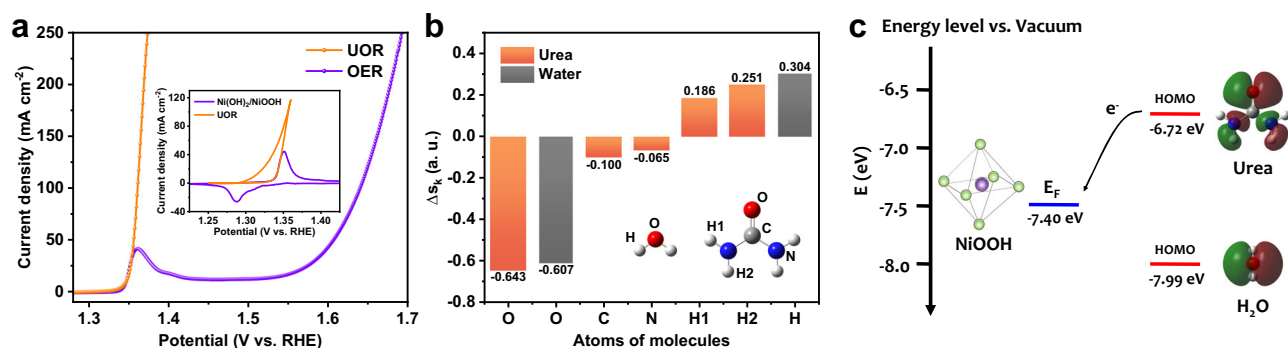 a
Current density (mA cm⁻²)
250
200
150
100
50
0
1.3
1.4
1.5
1.6
1.7
Potential (V vs. RHE)
UOR
OER
Current density (mA cm⁻²)
120
80
40
0
-40
1.25
1.30
1.35
1.40
Potential (V vs. RHE)
Ni(OH)₂/NiOOH
UOR
b
Δsₖ (a. u.)
0.4
0.2
0.0
-0.2
-0.4
-0.6
-0.8
Urea
Water
-0.643
-0.607
-0.100
-0.065
0.186
0.251
0.304
H
O
O
H1
C
H2
N
O O C N H1 H2 H
Atoms of molecules
c
Energy level vs. Vacuum
E (eV)
-6.5
-7.0
-7.5
-8.0
NiOOH
E_F
-7.40 eV
e⁻
HOMO
-6.72 eV
Urea
HOMO
-7.99 eV
H₂O